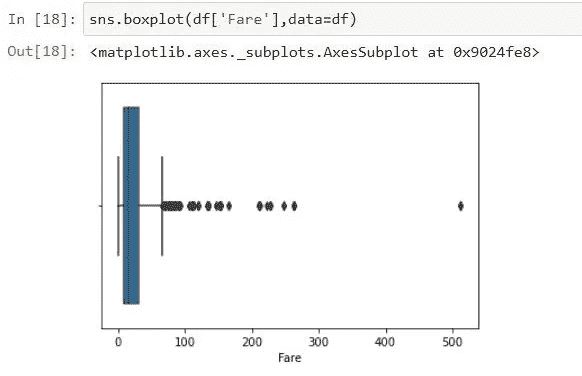 In [18]: sns.boxplot(df['Fare'],data=df)
Out[18]: <matplotlib.axes._subplots.AxesSubplot at 0x9024fe8>
0 100 200 300 400 500
Fare